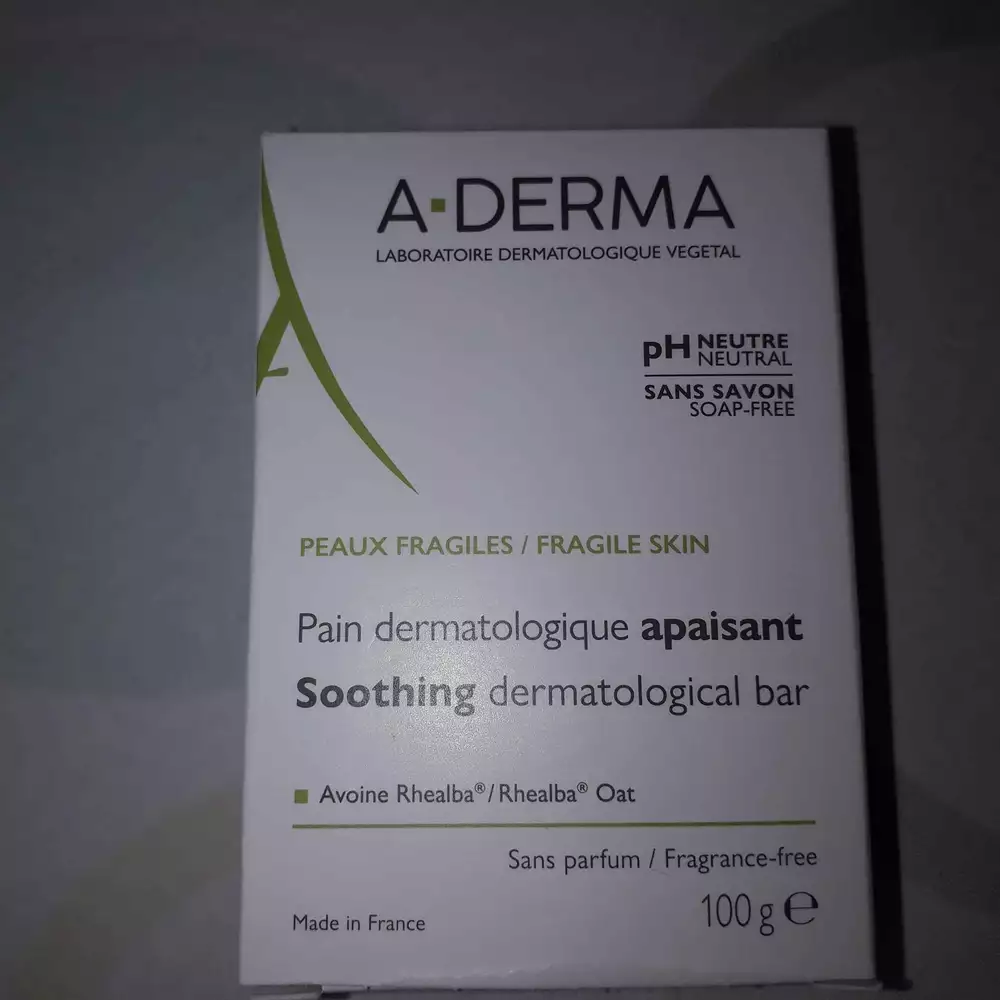 A·DERMA
LABORATOIRE DERMATOLOGIQUE VEGETAL
pH NEUTRE
NEUTRAL
SANS SAVON
SOAP-FREE
PEAUX FRAGILES / FRAGILE SKIN
Pain dermatologique apaisant
Soothing dermatological bar
Avoine Rhealba®/Rhealba® Oat
Sans parfum / Fragrance-free
Made in France
100 g ℮